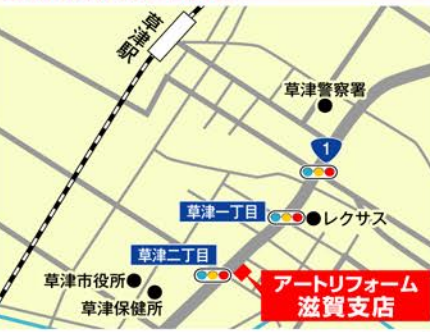 草津駅
草津警察署
1
草津一丁目
レクサス
草津二丁目
草津市役所
草津保健所
アートリフォーム
滋賀支店